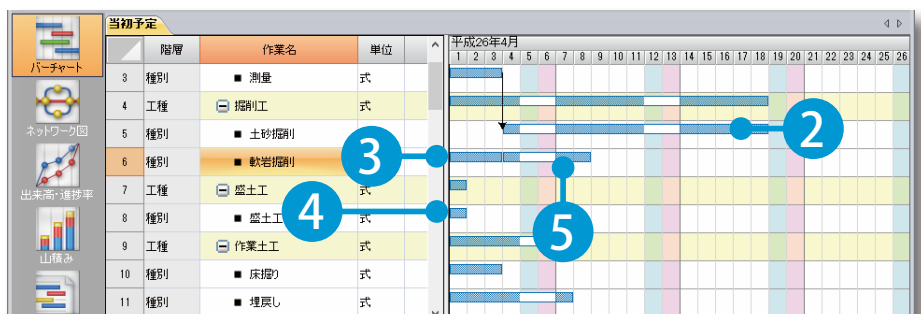 当初予定
階層 作業名 単位
平成26年4月
1 2 3 4 5 6 7 8 9 10 11 12 13 14 15 16 17 18 19 20 21 22 23 24 25 26
バーチャート
3 種別 ■ 測量 式
4 工種 掘削工 式
ネットワーク図
5 種別 ■ 土砂掘削 式
2
6 種別 ■ 軟岩掘削
3
5
出来高・進捗率
7 工種 盛土工 式
8 種別 ■ 盛土工 式
4
9 工種 作業土工 式
山積み
10 種別 ■ 床掘り 式
11 種別 ■ 埋戻し 式